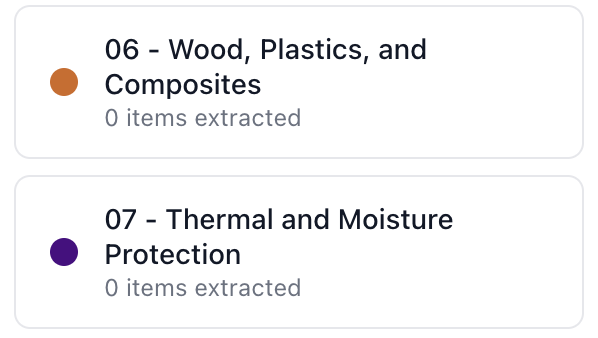 06 - Wood, Plastics, and
Composites
0 items extracted
07 - Thermal and Moisture
Protection
0 items extracted